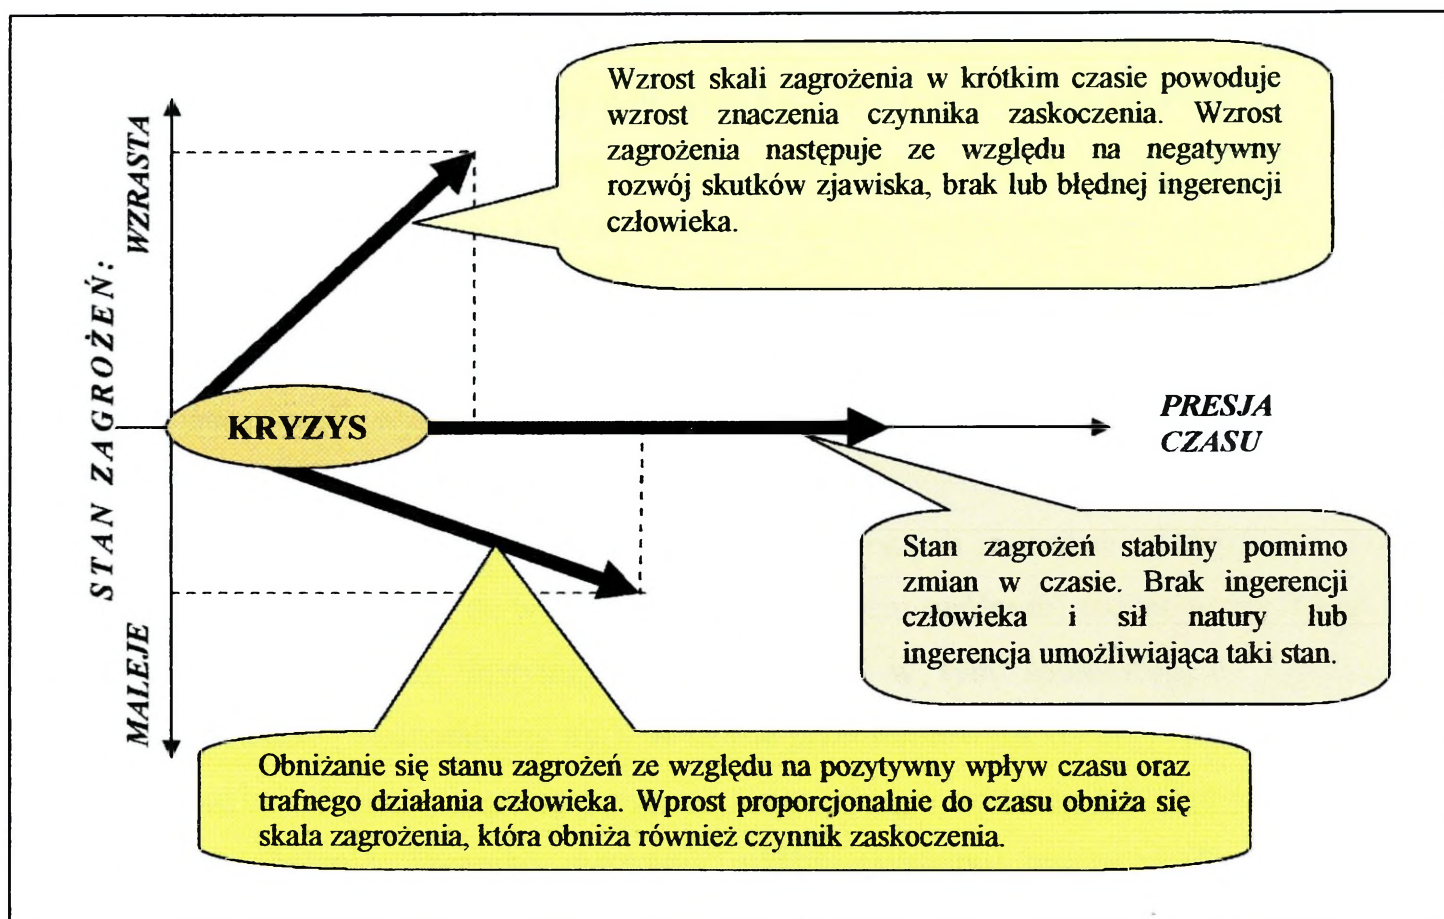 Wzrost skali zagrożenia w krótkim czasie powoduje
wzrost znaczenia czynnika zaskoczenia. Wzrost
zagrożenia następuje ze względu na negatywny
rozwój skutków zjawiska, brak lub błędnej ingerencji
człowieka.
STAN ZAGROŻEŃ:
WZRASTA
MALEJE
KRYZYS
PRESJA
CZASU
Stan zagrożeń stabilny pomimo
zmian w czasie. Brak ingerencji
człowieka i sił natury lub
ingerencja umożliwiająca taki stan.
Obniżanie się stanu zagrożeń ze względu na pozytywny wpływ czasu oraz
trafnego działania człowieka. Wprost proporcjonalnie do czasu obniża się
skala zagrożenia, która obniża również czynnik zaskoczenia.